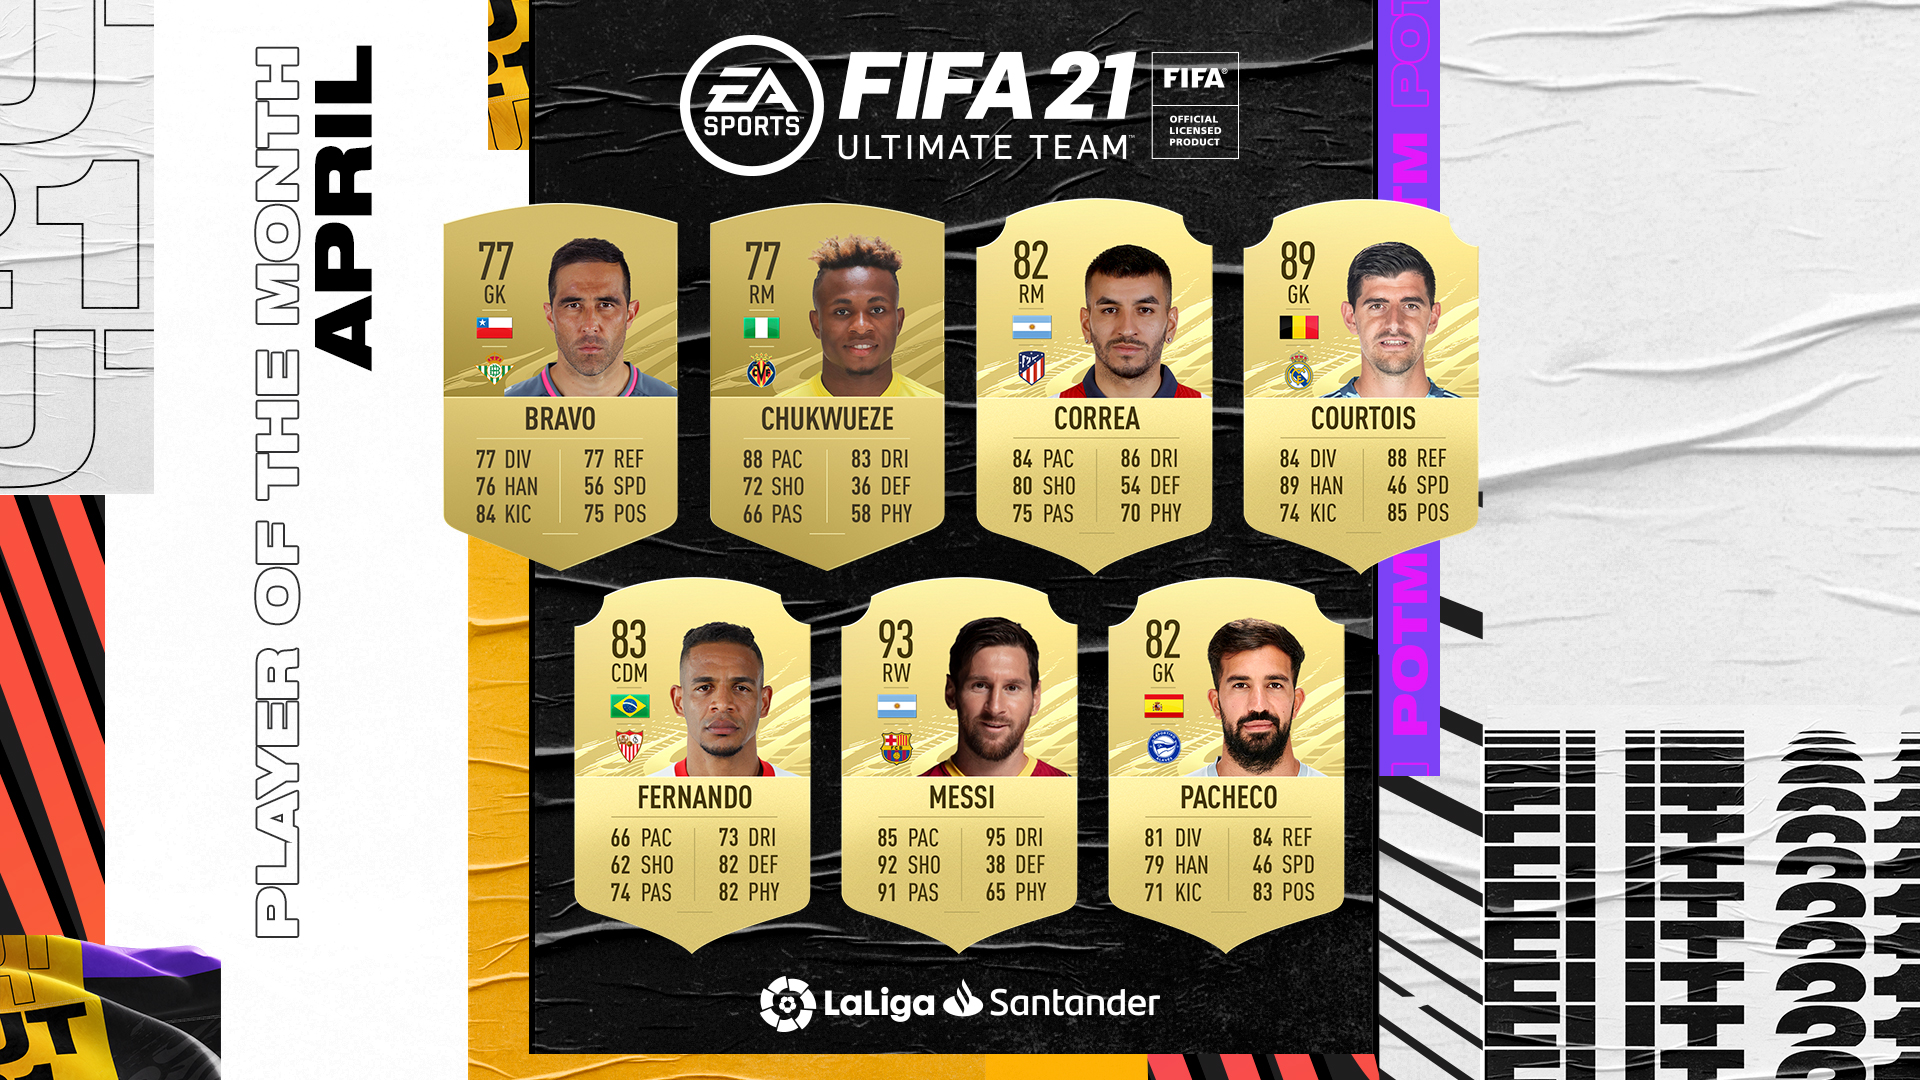 PLAYER OF THE MONTH
APRIL
EA
SPORTS™
FIFA 21
ULTIMATE TEAM™
FIFA®
OFFICIAL
LICENSED
PRODUCT
77
GK
BRAVO
77 DIV 77 REF
76 HAN 56 SPD
84 KIC 75 POS
77
RM
CHUKWUEZE
88 PAC 83 DRI
72 SHO 36 DEF
66 PAS 58 PHY
82
RM
CORREA
84 PAC 86 DRI
80 SHO 54 DEF
75 PAS 70 PHY
89
GK
COURTOIS
84 DIV 88 REF
89 HAN 46 SPD
74 KIC 85 POS
83
CDM
FERNANDO
66 PAC 73 DRI
62 SHO 82 DEF
74 PAS 82 PHY
93
RW
MESSI
85 PAC 95 DRI
92 SHO 38 DEF
91 PAS 65 PHY
82
GK
PACHECO
81 DIV 84 REF
79 HAN 46 SPD
71 KIC 83 POS
LaLiga Santander
POTM